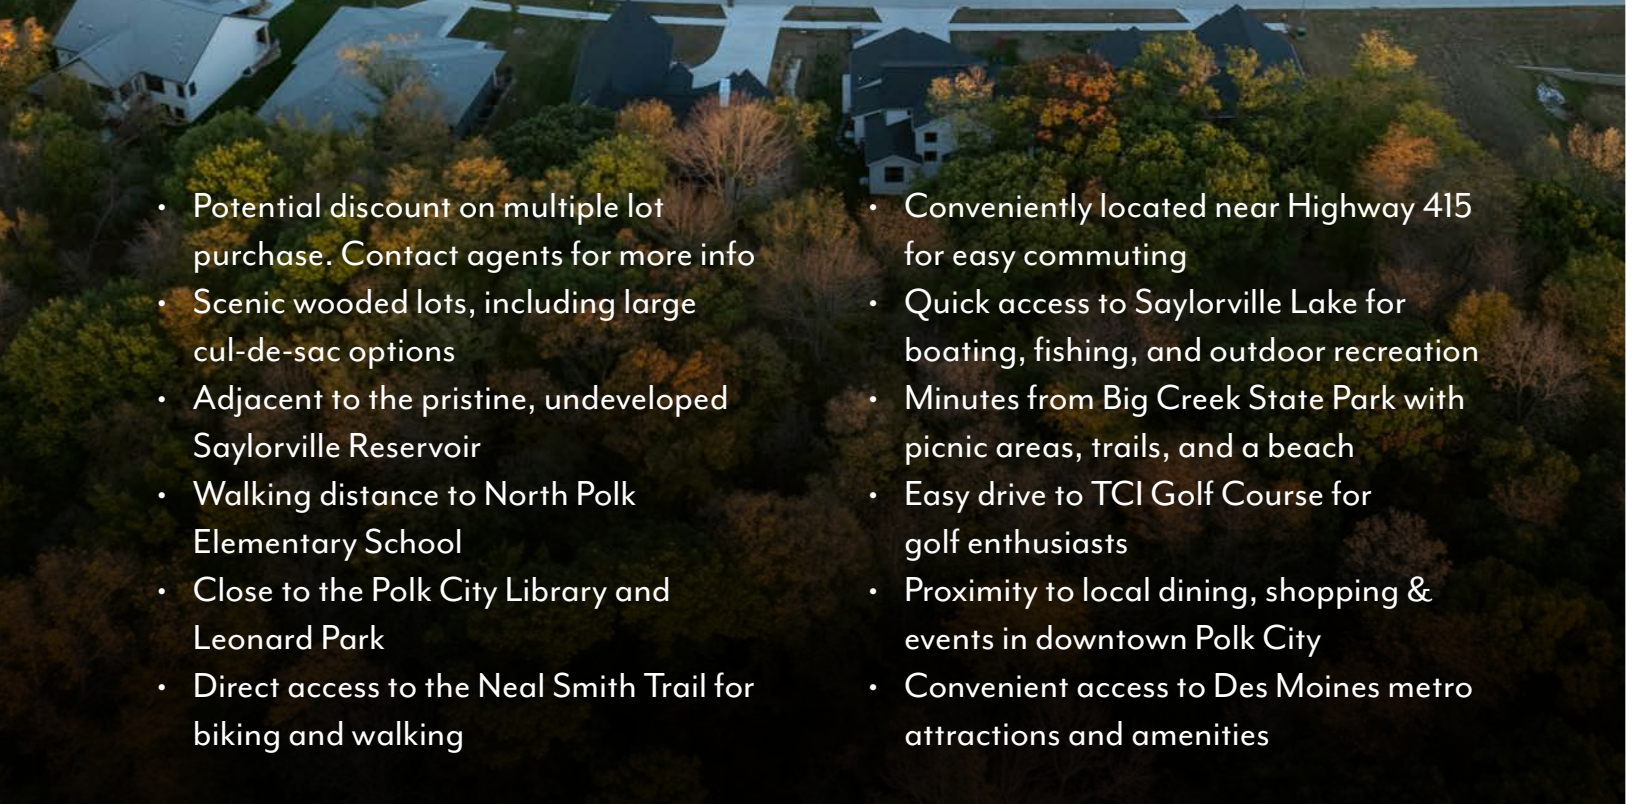 • Potential discount on multiple lot
purchase. Contact agents for more info
• Scenic wooded lots, including large
cul-de-sac options
• Adjacent to the pristine, undeveloped
Saylorville Reservoir
• Walking distance to North Polk
Elementary School
• Close to the Polk City Library and
Leonard Park
• Direct access to the Neal Smith Trail for
biking and walking
• Conveniently located near Highway 415
for easy commuting
• Quick access to Saylorville Lake for
boating, fishing, and outdoor recreation
• Minutes from Big Creek State Park with
picnic areas, trails, and a beach
• Easy drive to TCI Golf Course for
golf enthusiasts
• Proximity to local dining, shopping &
events in downtown Polk City
• Convenient access to Des Moines metro
attractions and amenities